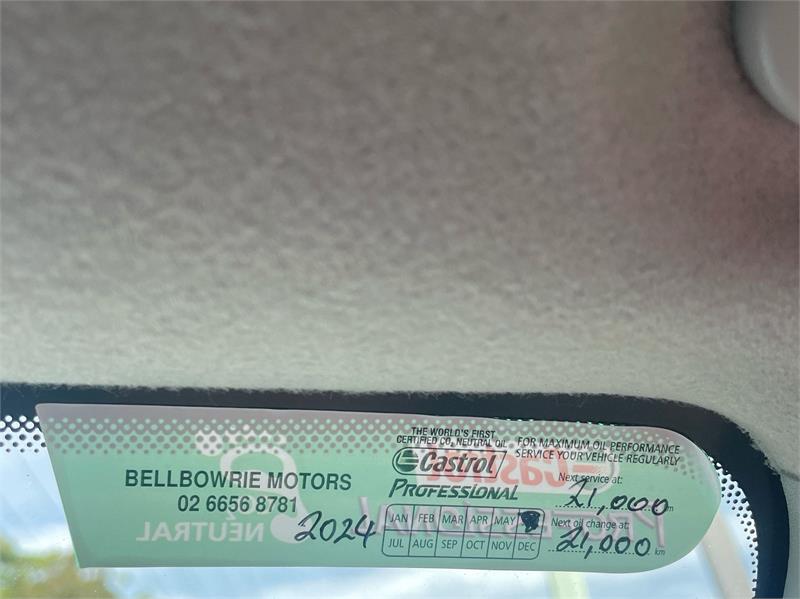 THE WORLD'S FIRST
CERTIFIED CO₂ NEUTRAL OIL
FOR MAXIMUM OIL PERFORMANCE
SERVICE YOUR VEHICLE REGULARLY
Castrol
PROFESSIONAL
BELLBOWRIE MOTORS
02 6656 8781
2024
JAN FEB MAR APR MAY
JUL AUG SEP OCT NOV DEC
Next service at:
21,000 km
Next oil change at:
21,000 km
Castrol
PROFESSIONAL
NEUTRAL